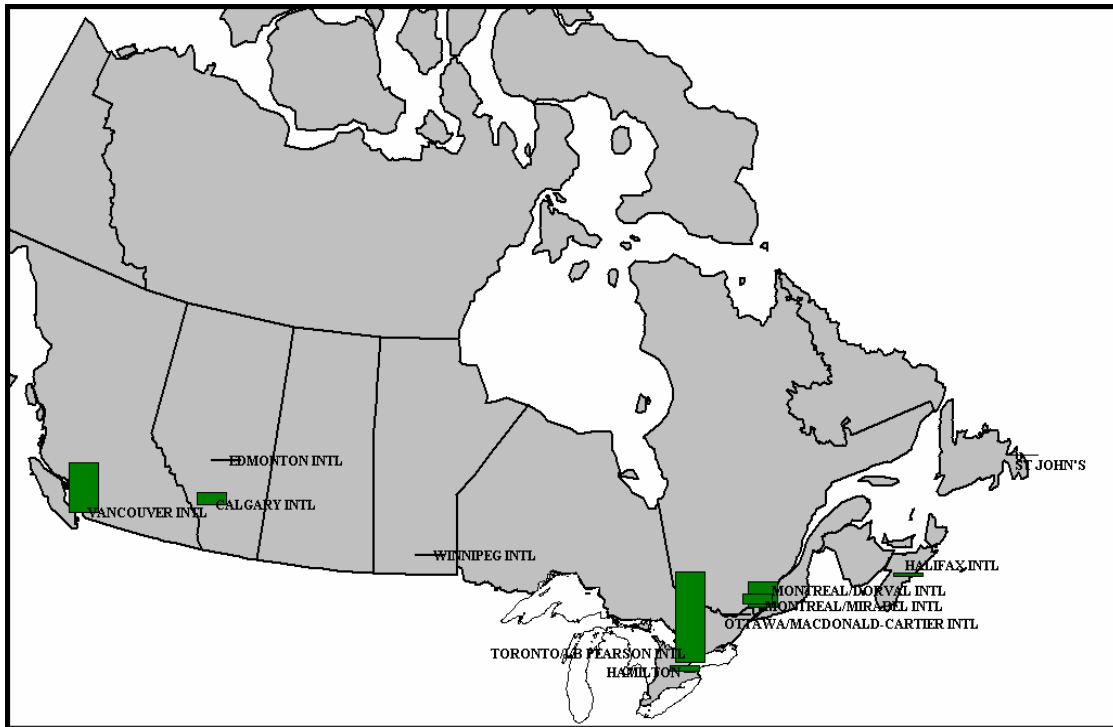 EDMONTON INTL
ST JOHN'S
CALGARY INTL
VANCOUVER INTL
WINNIPEG INTL
HALIFAX INTL
MONTREAL/DORVAL INTL
MONTREAL/MIRABEL INTL
OTTAWA/MACDONALD-CARTIER INTL
TORONTO/LB PEARSON INTL
HAMILTON